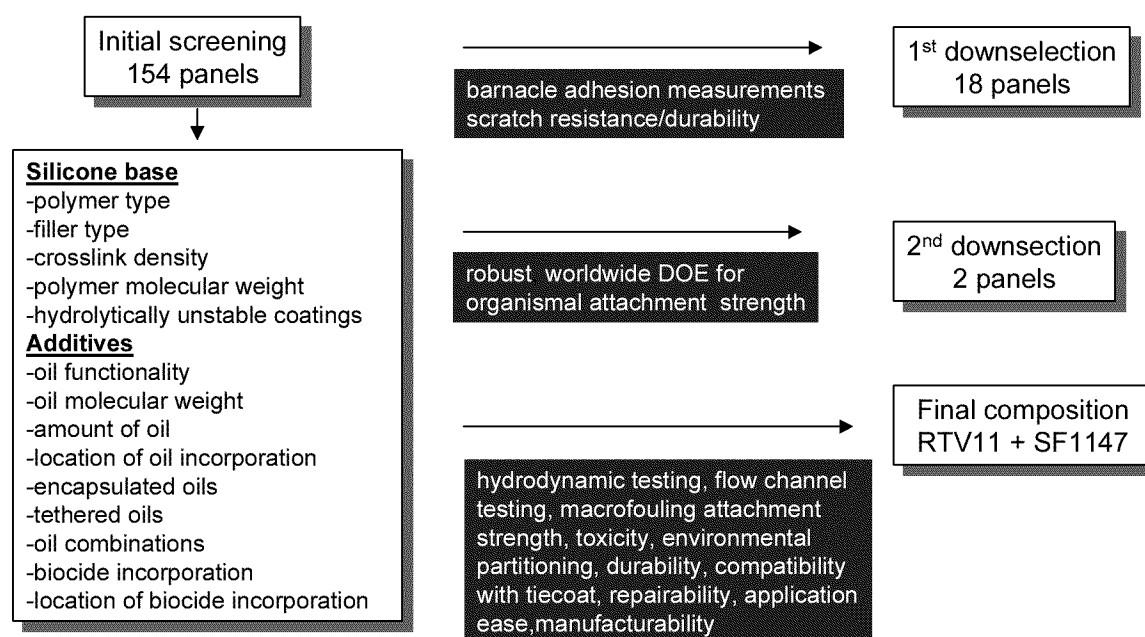 Initial screening
154 panels
barnacle adhesion measurements
scratch resistance/durability
1st downselection
18 panels
Silicone base
-polymer type
-filler type
-crosslink density
-polymer molecular weight
-hydrolytically unstable coatings
Additives
-oil functionality
-oil molecular weight
-amount of oil
-location of oil incorporation
-encapsulated oils
-tethered oils
-oil combinations
-biocide incorporation
-location of biocide incorporation
robust worldwide DOE for
organismal attachment strength
2nd downsection
2 panels
hydrodynamic testing, flow channel
testing, macrofouling attachment
strength, toxicity, environmental
partitioning, durability, compatibility
with tiecoat, repairability, application
ease,manufacturability
Final composition
RTV11 + SF1147